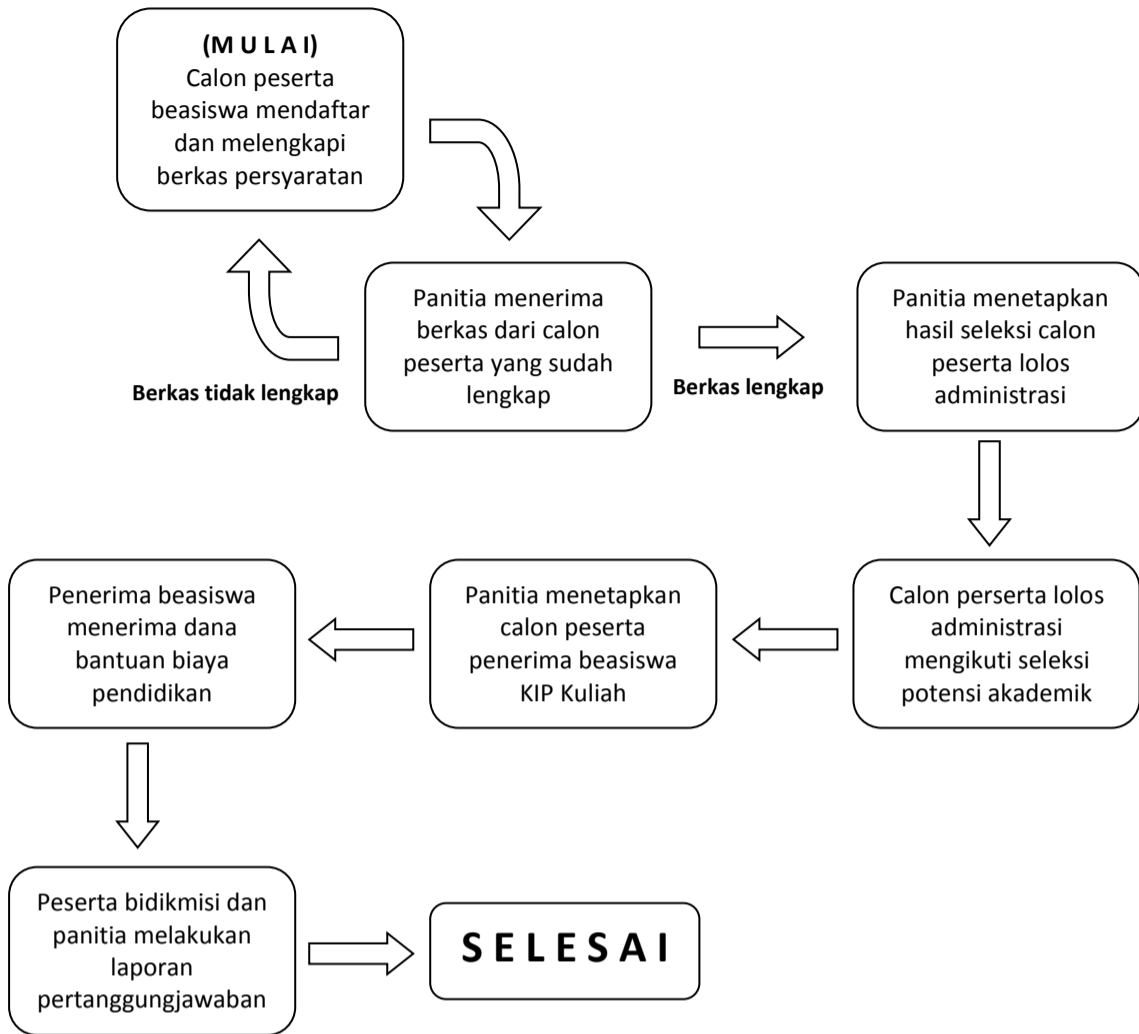 (M U L A I)
Calon peserta
beasiswa mendaftar
dan melengkapi
berkas persyaratan
Panitia menerima
berkas dari calon
peserta yang sudah
lengkap
Berkas tidak lengkap
Berkas lengkap
Panitia menetapkan
hasil seleksi calon
peserta lolos
administrasi
Calon perserta lolos
administrasi
mengikuti seleksi
potensi akademik
Panitia menetapkan
calon peserta
penerima beasiswa
KIP Kuliah
Penerima beasiswa
menerima dana
bantuan biaya
pendidikan
Peserta bidikmisi dan
panitia melakukan
laporan
pertanggungjawaban
S E L E S A I